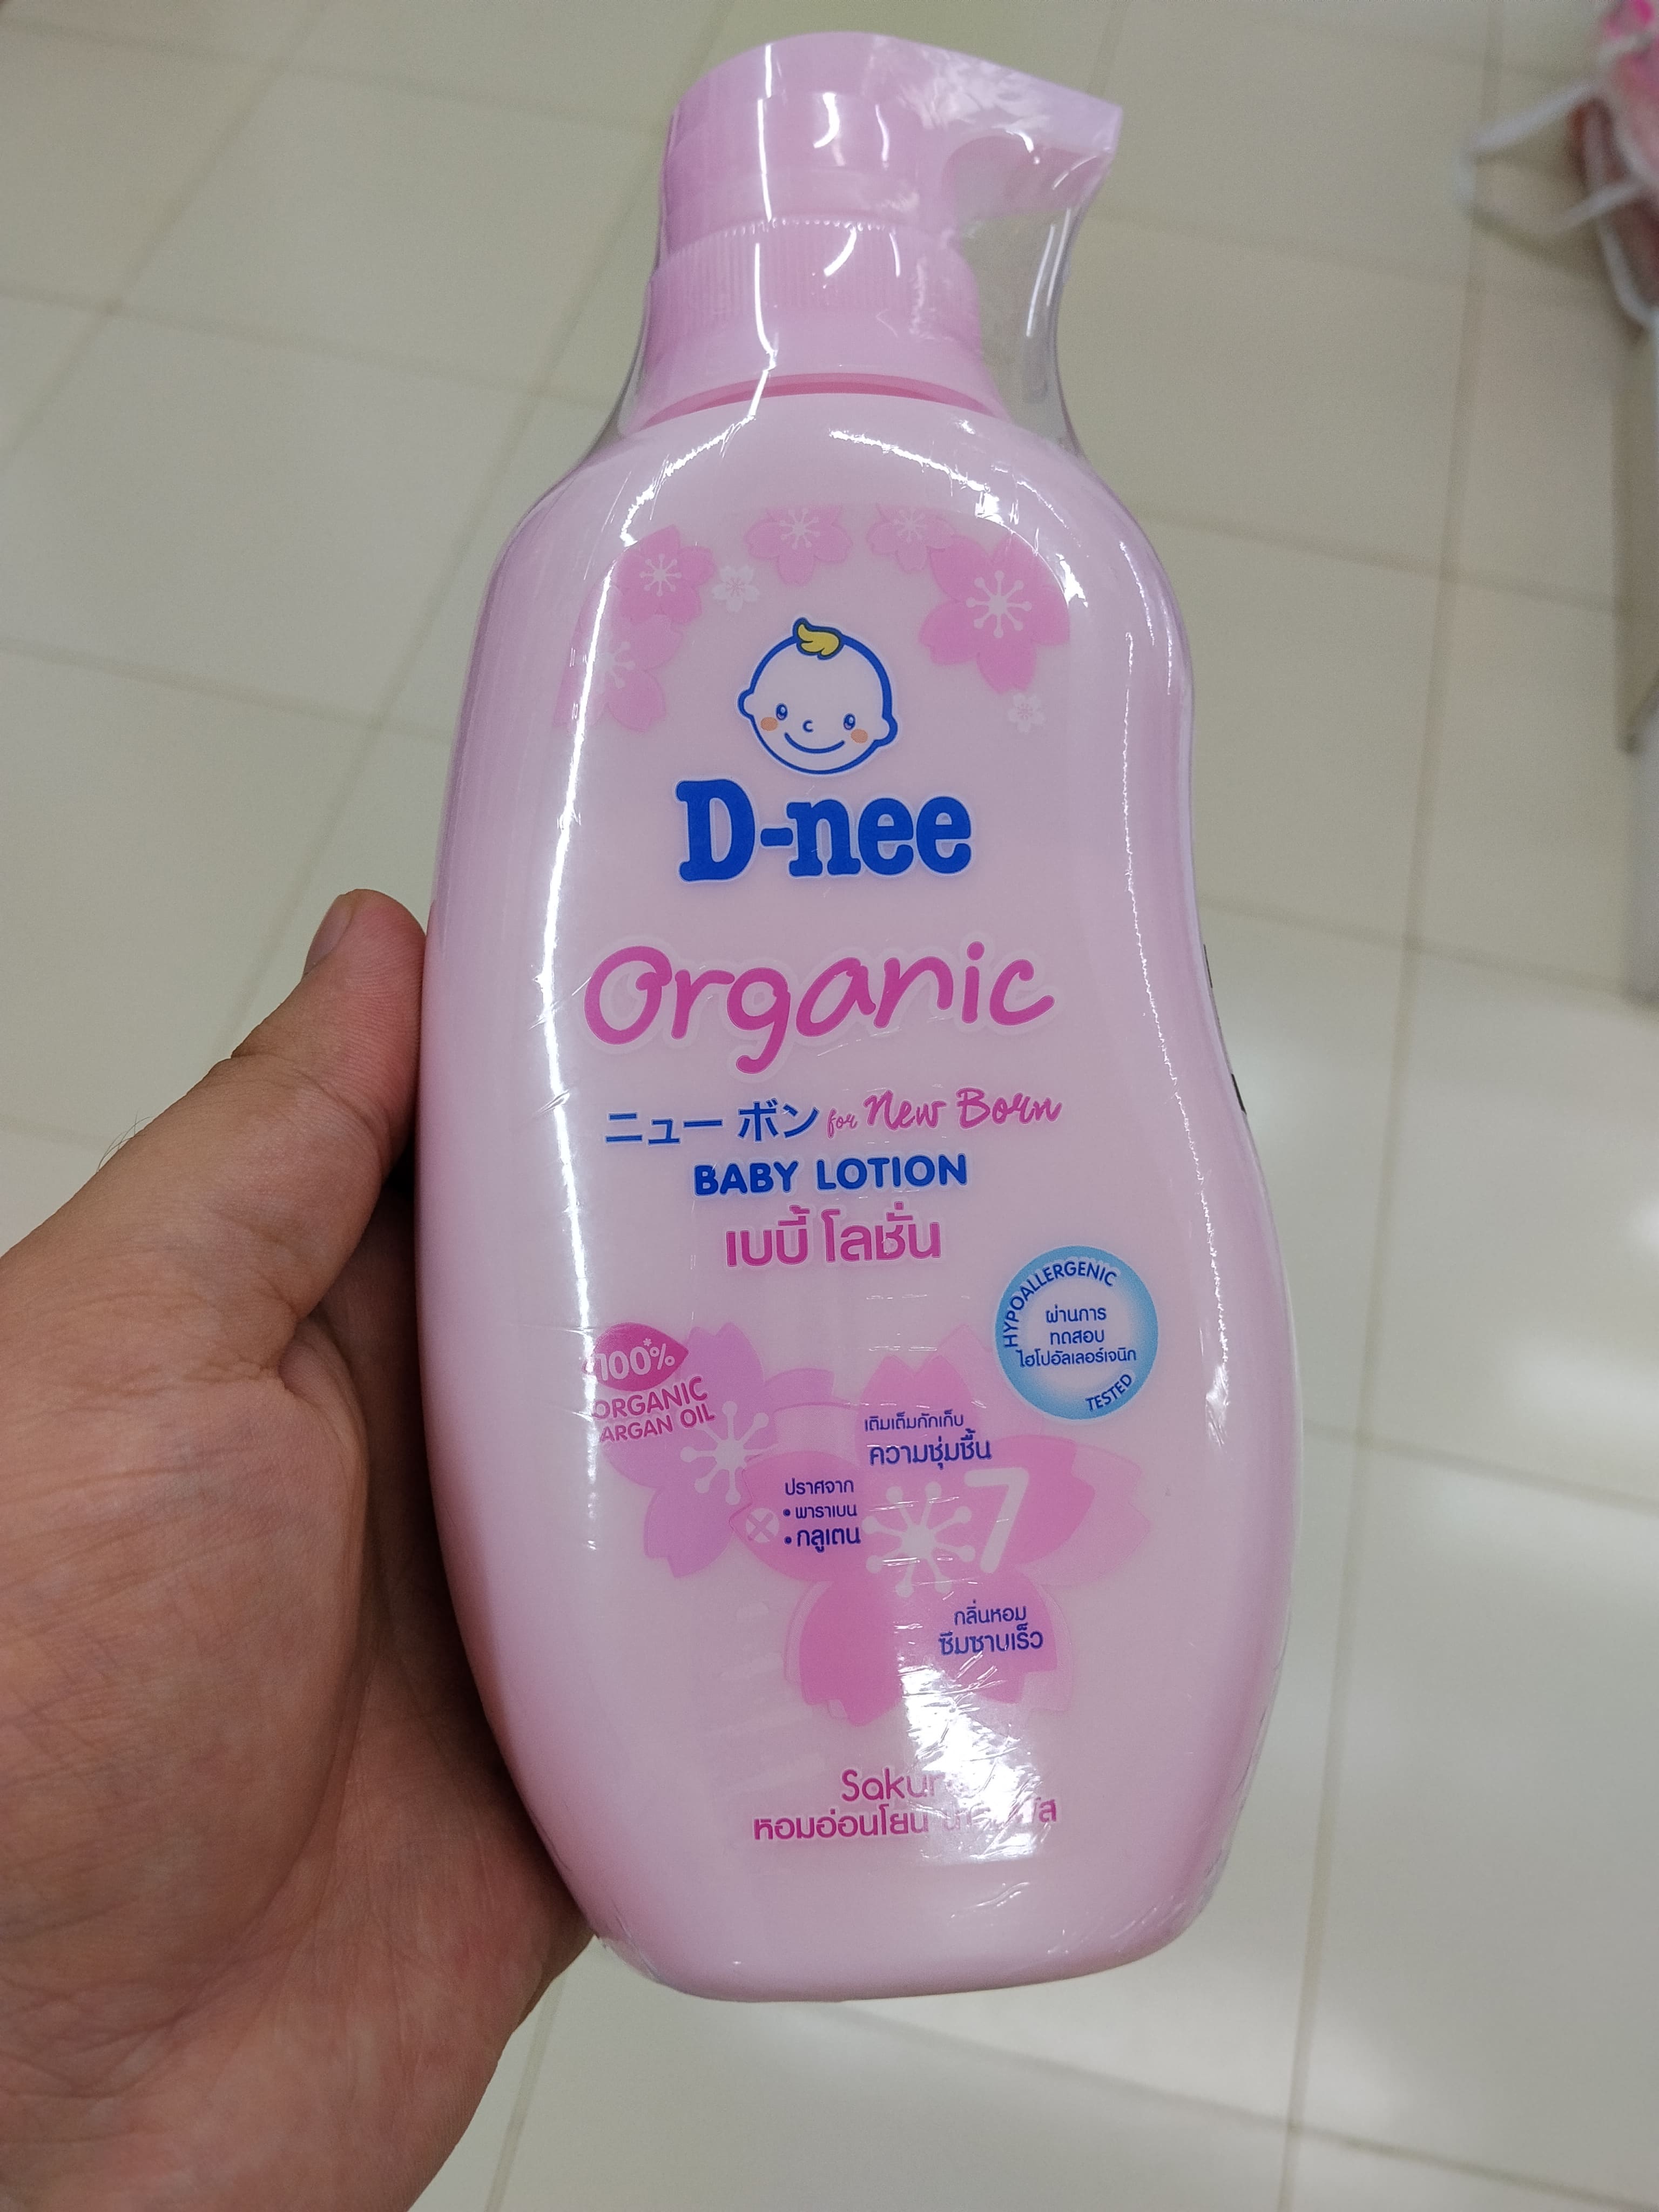 D-nee
Organic
ニュー ボン for New Born
BABY LOTION
เบบี้ โลชั่น
HYPOALLERGENIC
ผ่านการ
ทดสอบ
ไฮโปอัลเลอร์เจนิก
TESTED
100%*
ORGANIC
ARGAN OIL
เติมเต็มกักเก็บ
ความชุ่มชื้น
ปราศจาก
• พาราเบน
• กลูเตน
7
กลิ่นหอม
ซึมซาบเร็ว
หอมอ่อนโยน